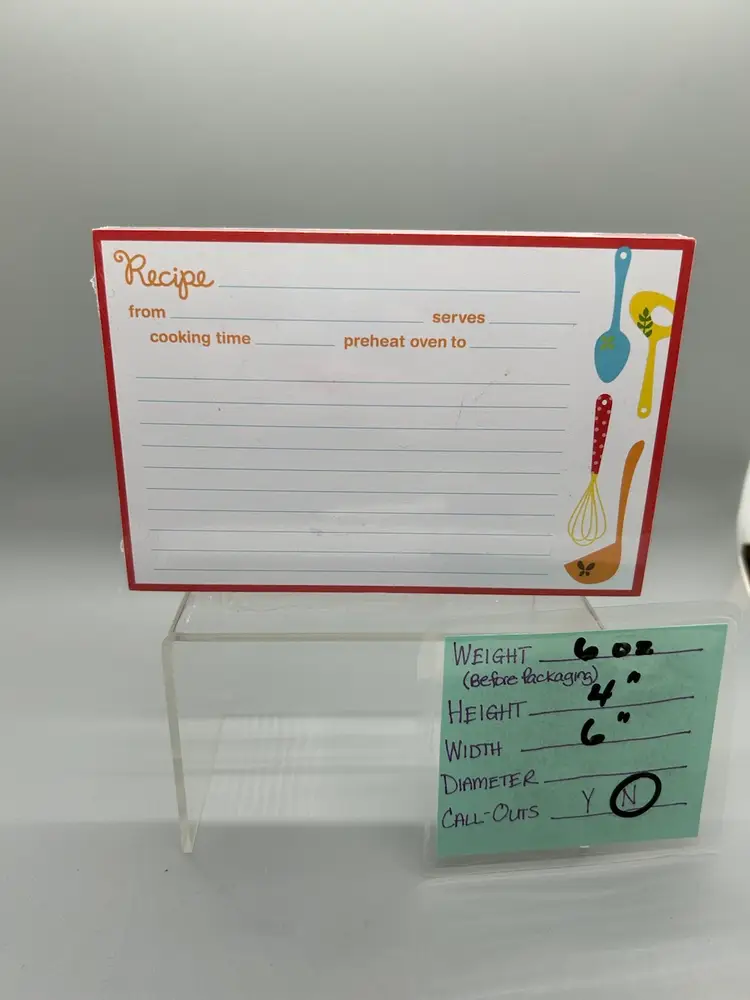 Recipe
from serves
cooking time preheat oven to
WEIGHT 6 oz
(Before Packaging)
HEIGHT 4"
WIDTH 6"
DIAMETER
CALL-OUTS Y N